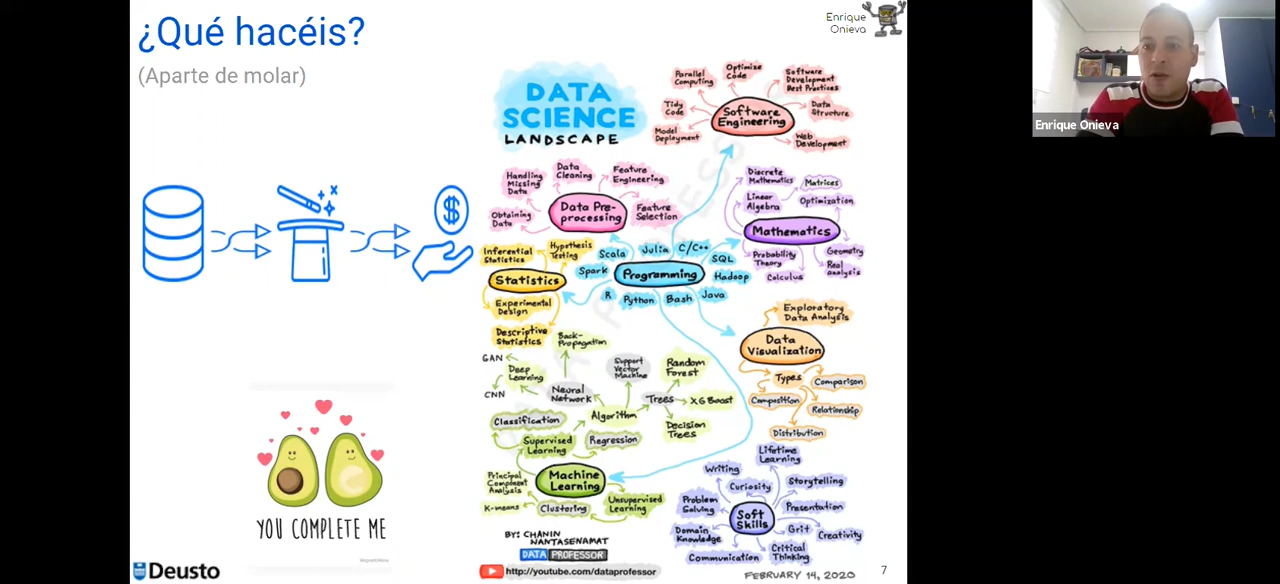 ¿Qué hacéis?
(Aparte de molar)
Enrique
Onieva
Enrique Onieva
DATA
SCIENCE
LANDSCAPE
Software
Engineering
Parallel
Computing
Optimize
Code
Software
Development
Best Practices
Tidy
Code
Data
Structure
Model
Deployment
Web
Development
Handling
Missing
Data
Data
Cleaning
Feature
Engineering
Obtaining
Data
Data Pre-
processing
Feature
Selection
Discrete
Mathematics
Matrices
Linear
Algebra
Optimization
Mathematics
Probability
Theory
Calculus
Geometry
Real
analysis
Inferential
Statistics
Hypothesis
Testing
Statistics
Experimental
Design
Descriptive
Statistics
Scala
Julia
C/C++
SQL
Spark
Programming
Hadoop
R
Python
Bash
Java
Exploratory
Data Analysis
Data
Visualization
Types
Comparison
Composition
Relationship
Distribution
Back-
Propagation
GAN
Deep
Learning
CNN
Neural
Network
Support
Vector
Machine
Random
Forest
Algorithm
Trees
XG Boost
Decision
Trees
Classification
Supervised
Learning
Regression
Machine
Learning
Principal
Component
Analysis
K-means
Clustering
Unsupervised
Learning
Lifetime
Learning
Writing
Curiosity
Storytelling
Problem
Solving
Soft
Skills
Presentation
Domain
Knowledge
Grit
Creativity
Communication
Critical
Thinking
YOU COMPLETE ME
BY: CHANIN
NANTASENAMAT
DATA PROFESSOR
http://youtube.com/dataprofessor
FEBRUARY 14, 2020
7
Deusto